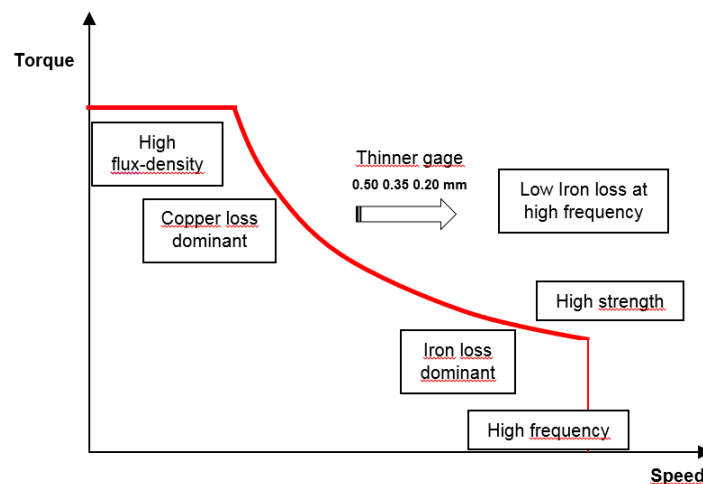 Torque
High
flux-density
Thinner gage
0.50 0.35 0.20 mm
Low Iron loss at
high frequency
Copper loss
dominant
High strength
Iron loss
dominant
High frequency
Speed